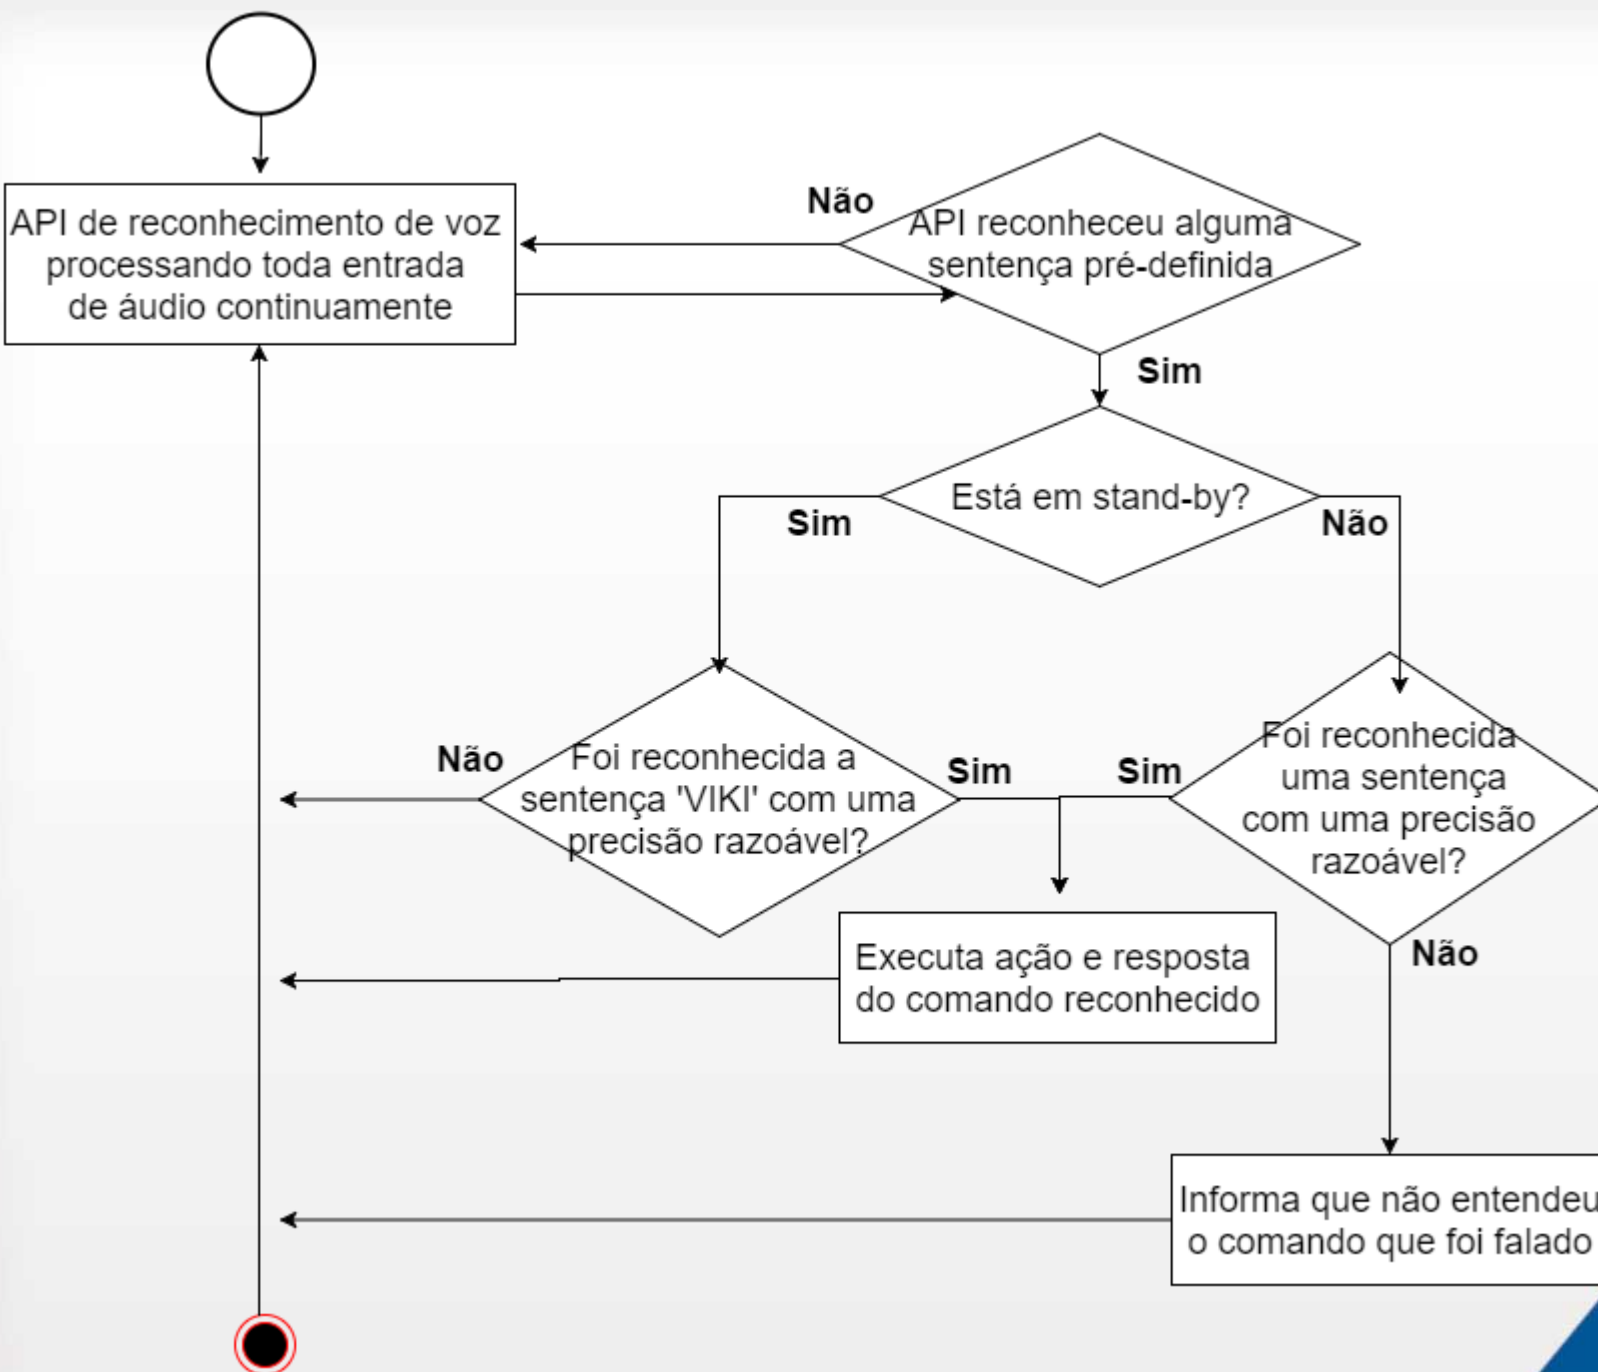 API de reconhecimento de voz
processando toda entrada
de áudio continuamente
Não
API reconheceu alguma
sentença pré-definida
Sim
Está em stand-by?
Sim
Não
Não
Foi reconhecida a
sentença 'VIKI' com uma
precisão razoável?
Sim
Sim
Foi reconhecida
uma sentença
com uma precisão
razoável?
Não
Executa ação e resposta
do comando reconhecido
Informa que não entendeu
o comando que foi falado